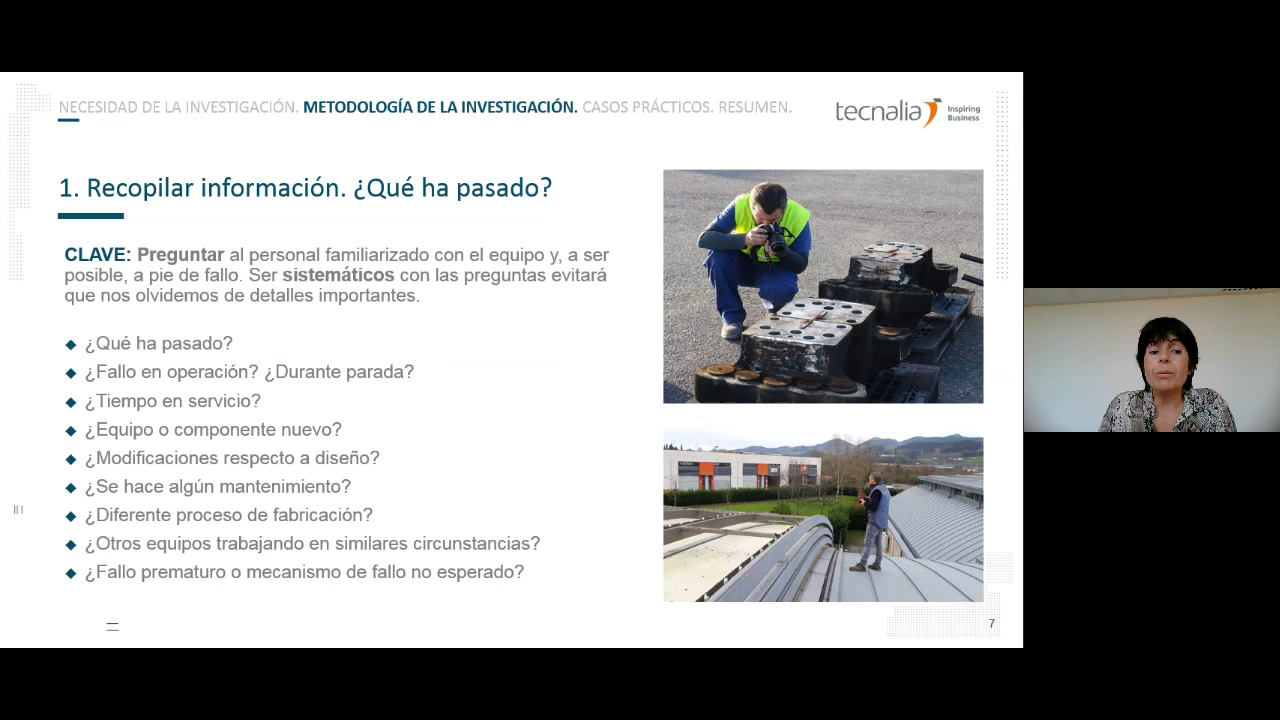 NECESIDAD DE LA INVESTIGACIÓN. METODOLOGÍA DE LA INVESTIGACIÓN. CASOS PRÁCTICOS. RESUMEN.
tecnalia Inspiring
Business
1. Recopilar información. ¿Qué ha pasado?
CLAVE: Preguntar al personal familiarizado con el equipo y, a ser
posible, a pie de fallo. Ser sistemáticos con las preguntas evitará
que nos olvidemos de detalles importantes.
¿Qué ha pasado?
¿Fallo en operación? ¿Durante parada?
¿Tiempo en servicio?
¿Equipo o componente nuevo?
¿Modificaciones respecto a diseño?
¿Se hace algún mantenimiento?
¿Diferente proceso de fabricación?
¿Otros equipos trabajando en similares circunstancias?
¿Fallo prematuro o mecanismo de fallo no esperado?
7